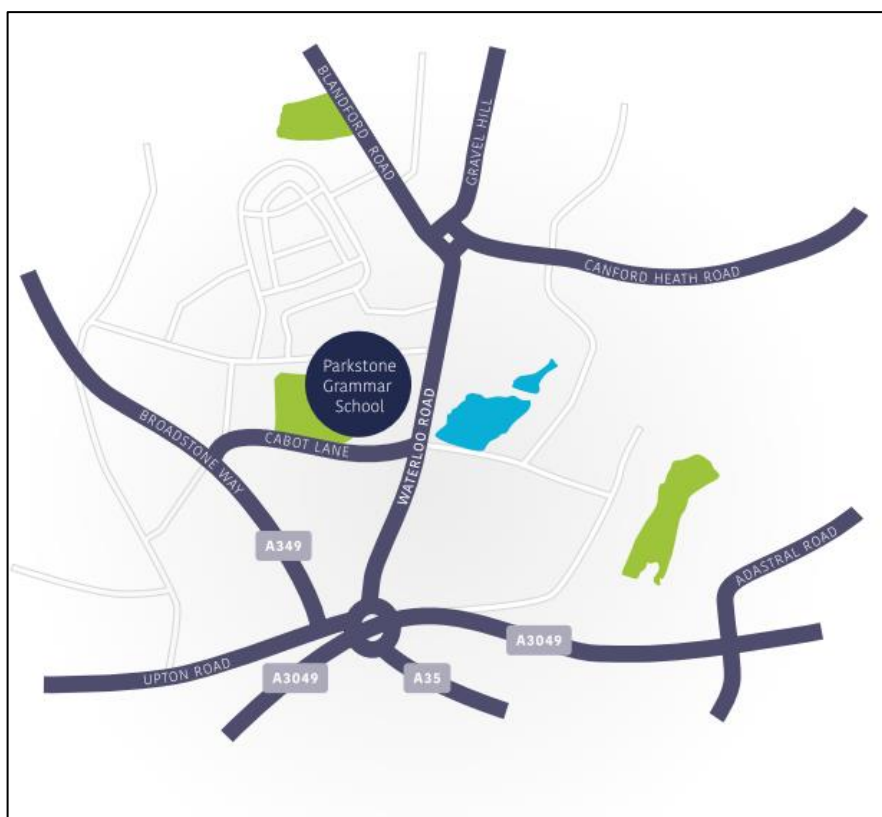 BLANDFORD ROAD
GRAVEL HILL
CANFORD HEATH ROAD
Parkstone
Grammar
School
BROADSTONE WAY
CABOT LANE
WATERLOO ROAD
A349
ADASTRAL ROAD
A3049
UPTON ROAD
A3049
A35